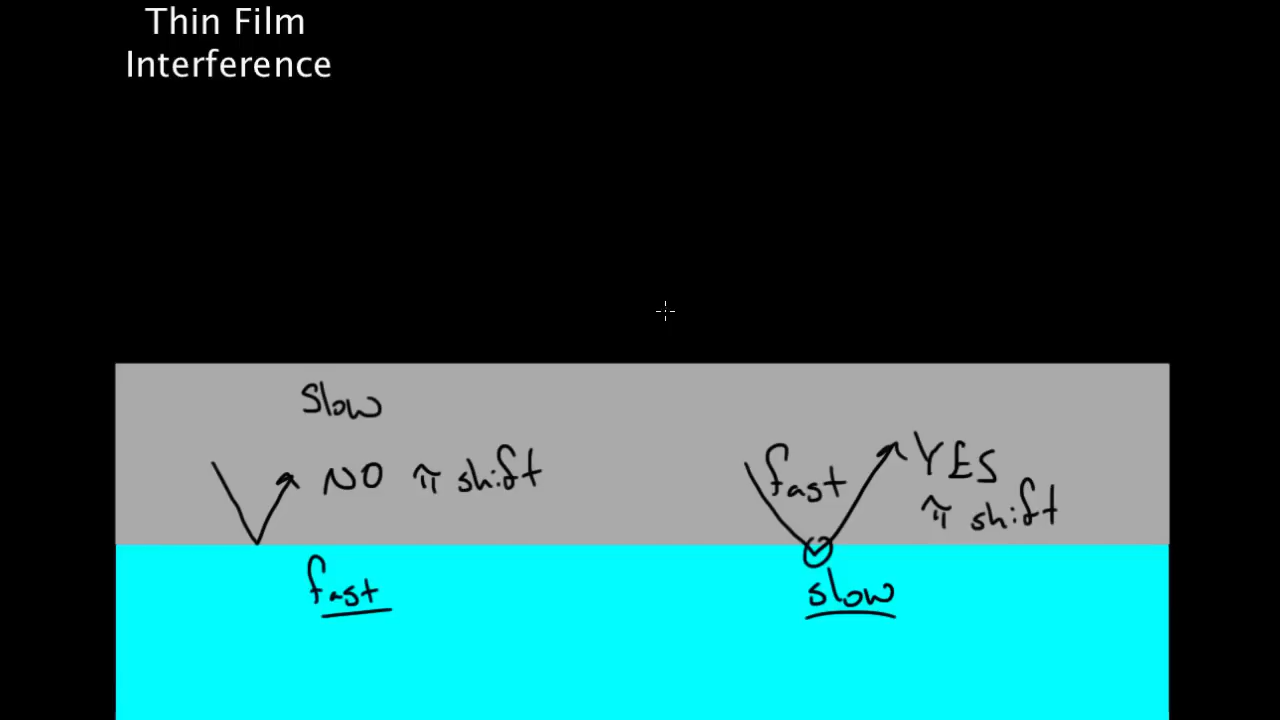 Thin Film
Interference
slow
NO π shift
fast
fast
YES
π shift
slow